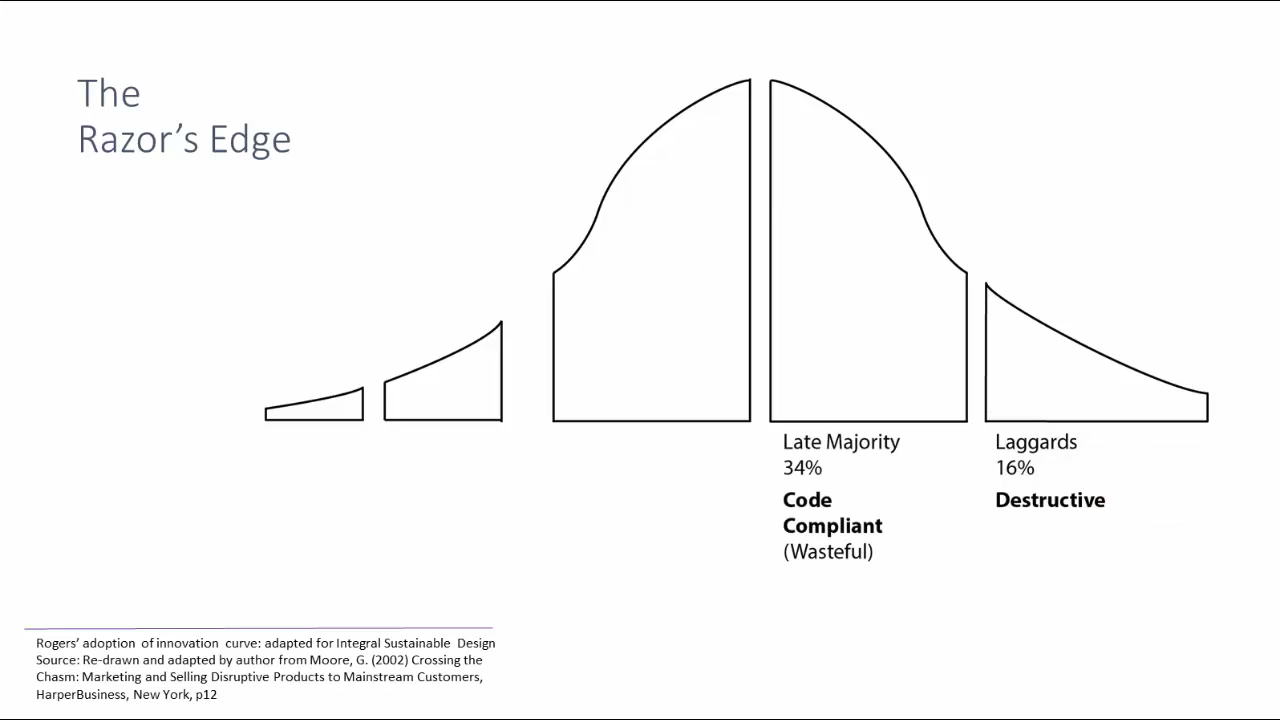 The
Razor’s Edge
Late Majority
34%
Code
Compliant
(Wasteful)
Laggards
16%
Destructive
Rogers’ adoption of innovation curve: adapted for Integral Sustainable Design
Source: Re-drawn and adapted by author from Moore, G. (2002) Crossing the
Chasm: Marketing and Selling Disruptive Products to Mainstream Customers,
HarperBusiness, New York, p12